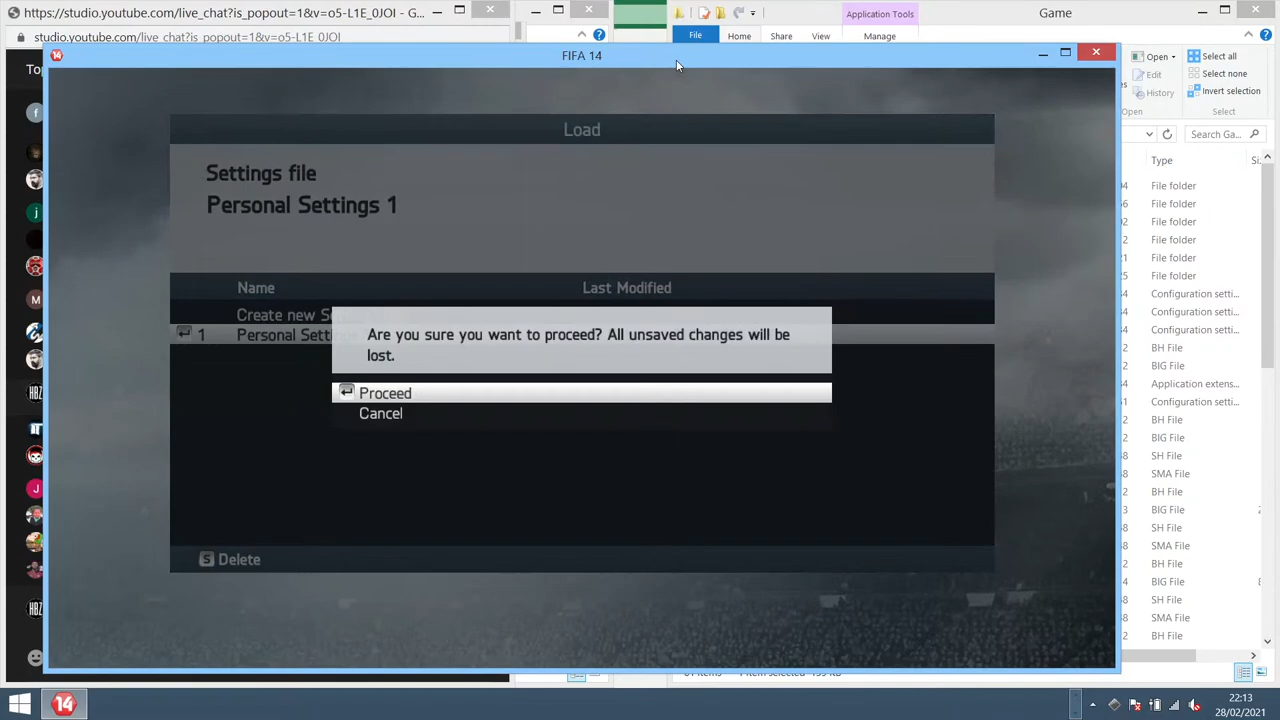 https://studio.youtube.com/live_chat?is_popout=1&v=o5-L1E_0JOI - G...
studio.youtube.com/live_chat?is_popout=1&v=o5-L1E_0JOI
Application Tools
Game
File
Home
Share
View
Manage
FIFA 14
Open
Edit
History
Open
Select all
Select none
Invert selection
Select
Search Ga...
Type
File folder
File folder
File folder
File folder
File folder
File folder
Configuration setti...
Configuration setti...
Configuration setti...
BH File
BIG File
Application extens...
Configuration setti...
BH File
BIG File
SH File
SMA File
BH File
BIG File
SH File
SMA File
BH File
BIG File
SH File
SMA File
BH File
Load
Settings file
Personal Settings 1
Name
Last Modified
Create new S
1
Personal Setti
Are you sure you want to proceed? All unsaved changes will be
lost.
Proceed
Cancel
S Delete
14
22:13
28/02/2021